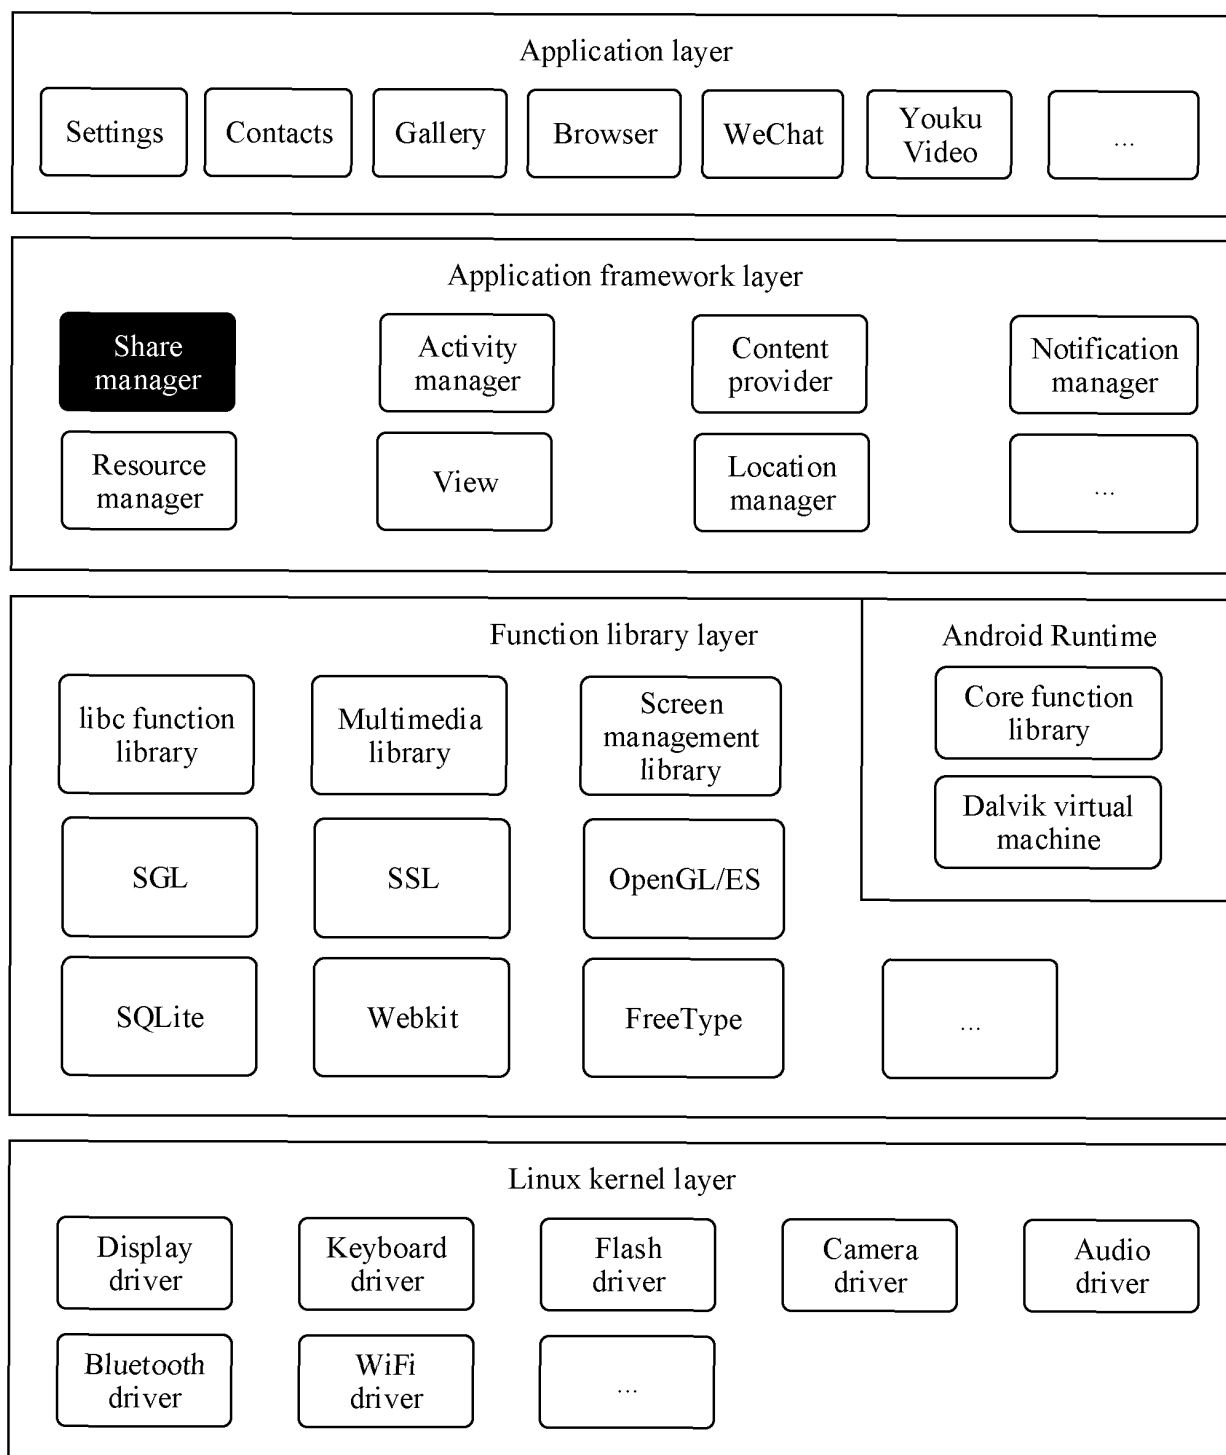 Application layer
Settings
Contacts
Gallery
Browser
WeChat
Youku
Video
...
Application framework layer
Share
manager
Activity
manager
Content
provider
Notification
manager
Resource
manager
View
Location
manager
...
Function library layer
libc function
library
Multimedia
library
Screen
management
library
Android Runtime
Core function
library
Dalvik virtual
machine
SGL
SSL
OpenGL/ES
SQLite
Webkit
FreeType
...
Linux kernel layer
Display
driver
Keyboard
driver
Flash
driver
Camera
driver
Audio
driver
Bluetooth
driver
WiFi
driver
...